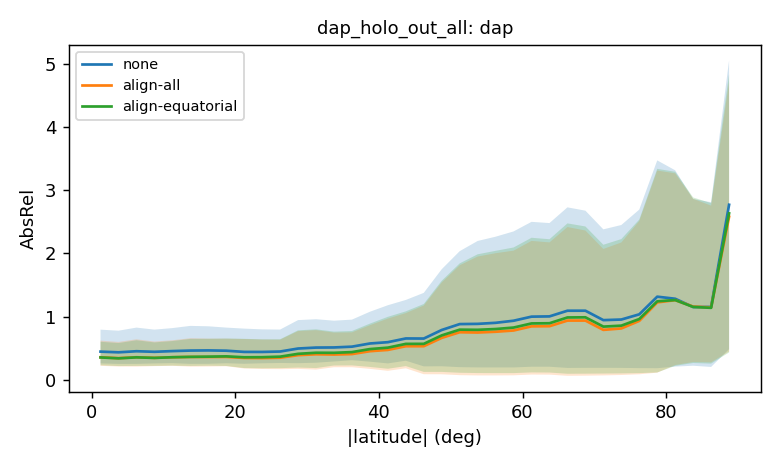 dap_holo_out_all: dap
none
align-all
align-equatorial
AbsRel
5
4
3
2
1
0
0 20 40 60 80
|latitude| (deg)